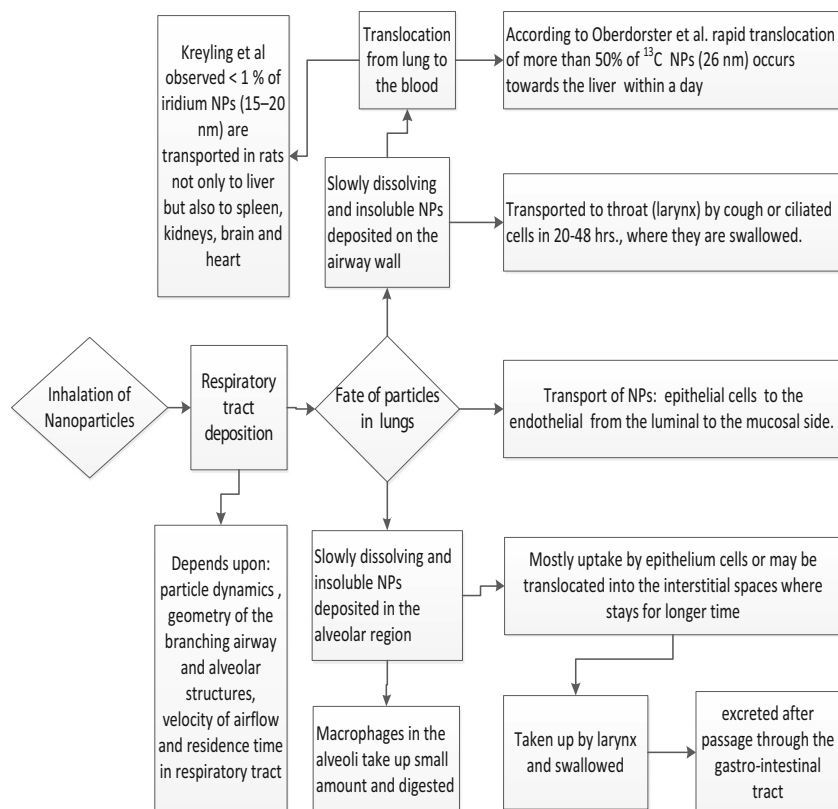 Kreyling et al
observed < 1 % of
iridium NPs (15–20
nm) are
transported in rats
not only to liver
but also to spleen,
kidneys, brain and
heart
Translocation
from lung to
the blood
According to Oberdorster et al. rapid translocation
of more than 50% of ¹³C NPs (26 nm) occurs
towards the liver within a day
Slowly dissolving
and insoluble NPs
deposited on the
airway wall
Transported to throat (larynx) by cough or ciliated
cells in 20-48 hrs., where they are swallowed.
Inhalation of
Nanoparticles
Respiratory
tract
deposition
Fate of particles
in lungs
Transport of NPs: epithelial cells to the
endothelial from the luminal to the mucosal side.
Depends upon:
particle dynamics ,
geometry of the
branching airway
and alveolar
structures,
velocity of airflow
and residence time
in respiratory tract
Slowly dissolving and
insoluble NPs
deposited in the
alveolar region
Mostly uptake by epithelium cells or may be
translocated into the interstitial spaces where
stays for longer time
Macrophages in the
alveoli take up small
amount and digested
Taken up by larynx
and swallowed
excreted after
passage through the
gastro-intestinal
tract